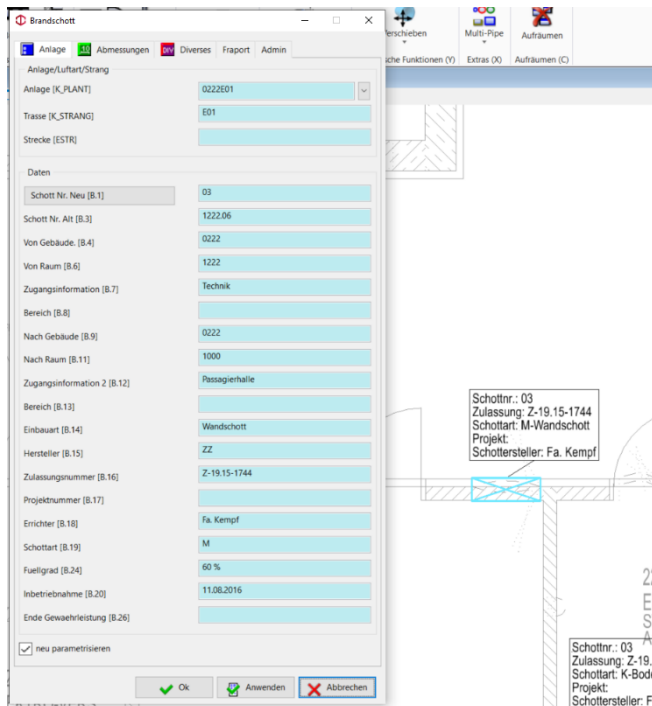 Brandschott
Anlage Abmessungen DIV Diverses Fraport Admin
Anlage/Luftart/Strang
Anlage [K_PLANT] 0222E01
Trasse [K_STRANG] E01
Strecke [ESTR]
Daten
Schott Nr. Neu [B.1] 03
Schott Nr. Alt [B.3] 1222.06
Von Gebäude. [B.4] 0222
Von Raum [B.6] 1222
Zugangsinformation [B.7] Technik
Bereich [B.8]
Nach Gebäude [B.9] 0222
Nach Raum [B.11] 1000
Zugangsinformation 2 [B.12] Passagierhalle
Bereich [B.13]
Einbauart [B.14] Wandschott
Hersteller [B.15] ZZ
Zulassungsnummer [B.16] Z-19.15-1744
Projektnummer [B.17]
Errichter [B.18] Fa. Kempf
Schottart [B.19] M
Fuellgrad [B.24] 60 %
Inbetriebnahme [B.20] 11.08.2016
Ende Gewaehrleistung [B.26]
neu parametrisieren
Ok Anwenden Abbrechen
erschieben Multi-Pipe Aufräumen
che Funktionen (Y) Extras (X) Aufräumen (C)
Schottnr.: 03
Zulassung: Z-19.15-1744
Schottart: M-Wandschott
Projekt:
Schottersteller: Fa. Kempf
22
E
S
A
Schottnr.: 03
Zulassung: Z-19.
Schottart: K-Bode
Projekt:
Schottersteller: F